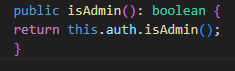 public isAdmin(): boolean {
return this.auth.isAdmin();
}